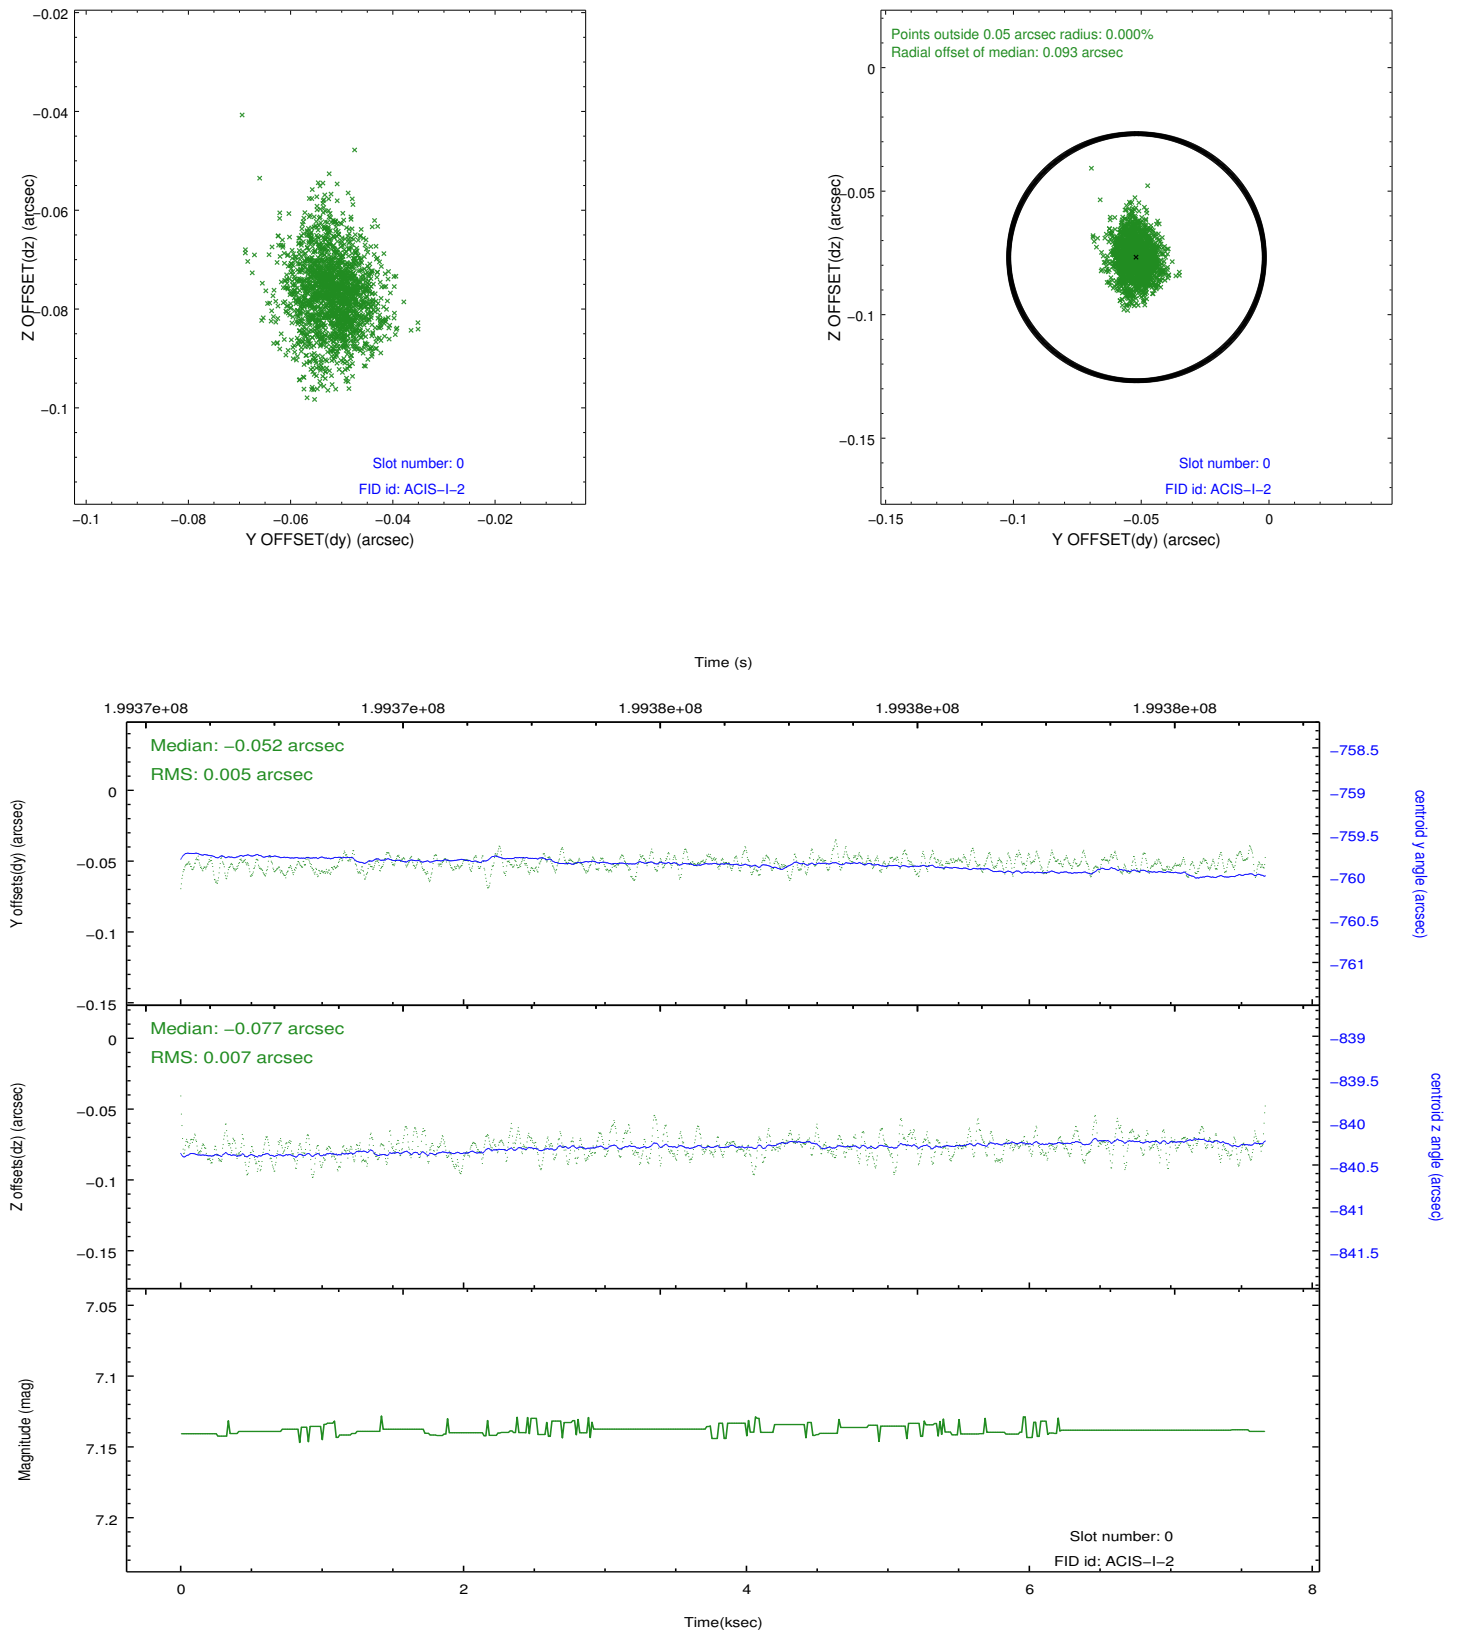 −0.02
−0.04
−0.06
−0.08
−0.1
Z OFFSET(dz) (arcsec)
Slot number: 0
FID id: ACIS−I−2
−0.1 −0.08 −0.06 −0.04 −0.02
Y OFFSET(dy) (arcsec)
Points outside 0.05 arcsec radius: 0.000%
Radial offset of median: 0.093 arcsec
0
−0.05
−0.1
−0.15
Z OFFSET(dz) (arcsec)
Slot number: 0
FID id: ACIS−I−2
−0.15 −0.1 −0.05 0
Y OFFSET(dy) (arcsec)
Time (s)
1.9937e+08 1.9937e+08 1.9938e+08 1.9938e+08 1.9938e+08
Median: −0.052 arcsec
RMS: 0.005 arcsec
0
−0.05
−0.1
−0.15
Y offsets(dy) (arcsec)
−758.5
−759
−759.5
−760
−760.5
−761
centroid y angle (arcsec)
Median: −0.077 arcsec
RMS: 0.007 arcsec
0
−0.05
−0.1
−0.15
Z offsets(dz) (arcsec)
−839
−839.5
−840
−840.5
−841
−841.5
centroid z angle (arcsec)
7.05
7.1
7.15
7.2
Magnitude (mag)
Slot number: 0
FID id: ACIS−I−2
0 2 4 6 8
Time(ksec)